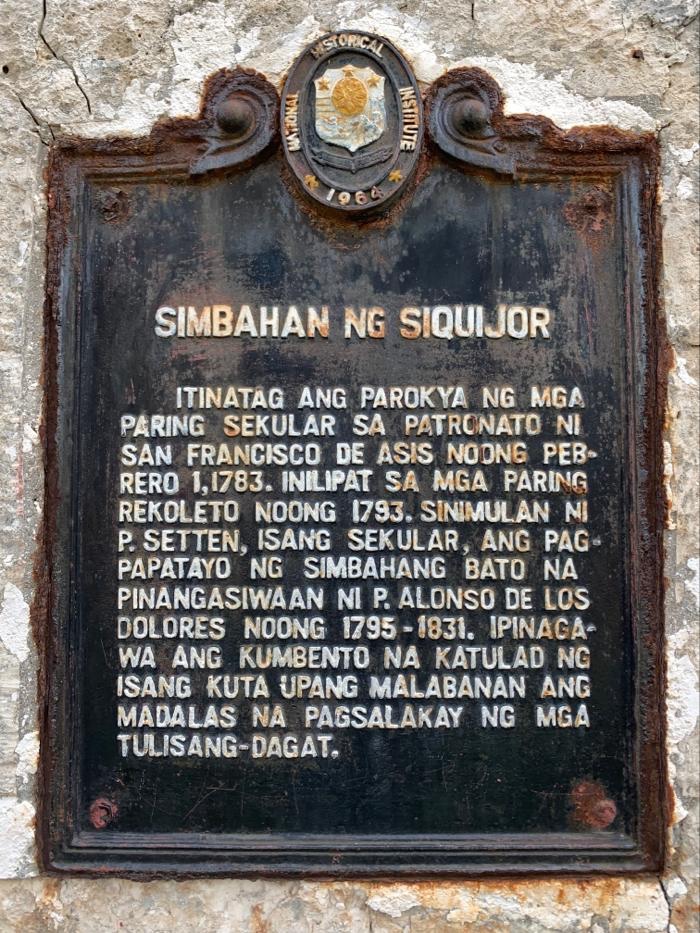 NATIONAL HISTORICAL INSTITUTE
1964
SIMBAHAN NG SIQUIJOR
ITINATAG ANG PAROKYA NG MGA
PARING SEKULAR SA PATRONATO NI
SAN FRANCISCO DE ASIS NOONG PEB-
RERO 1,1783. INILIPAT SA MGA PARING
REKOLETO NOONG 1793. SINIMULAN NI
P. SETTEN, ISANG SEKULAR, ANG PAG-
PAPATAYO NG SIMBAHANG BATO NA
PINANGASIWAAN NI P. ALONSO DE LOS
DOLORES NOONG 1795-1831. IPINAGA-
WA ANG KUMBENTO NA KATULAD NG
ISANG KUTA UPANG MALABANAN ANG
MADALAS NA PAGSALAKAY NG MGA
TULISANG-DAGAT.